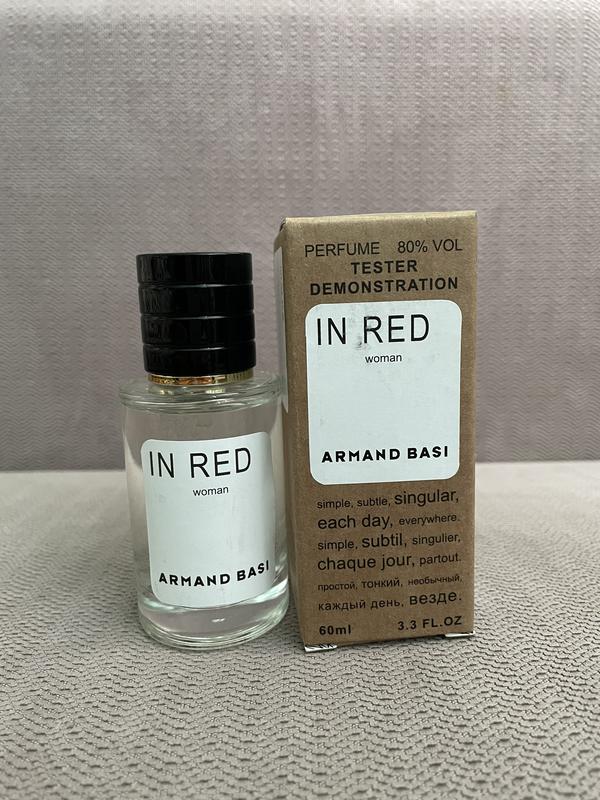 IN RED
woman
ARMAND BASI
PERFUME 80% VOL
TESTER
DEMONSTRATION
IN RED
woman
ARMAND BASI
simple, subtle, singular,
each day, everywhere.
simple, subtil, singulier,
chaque jour, partout.
простой, тонкий, необычный,
каждый день, везде.
60ml 3.3 FL.OZ